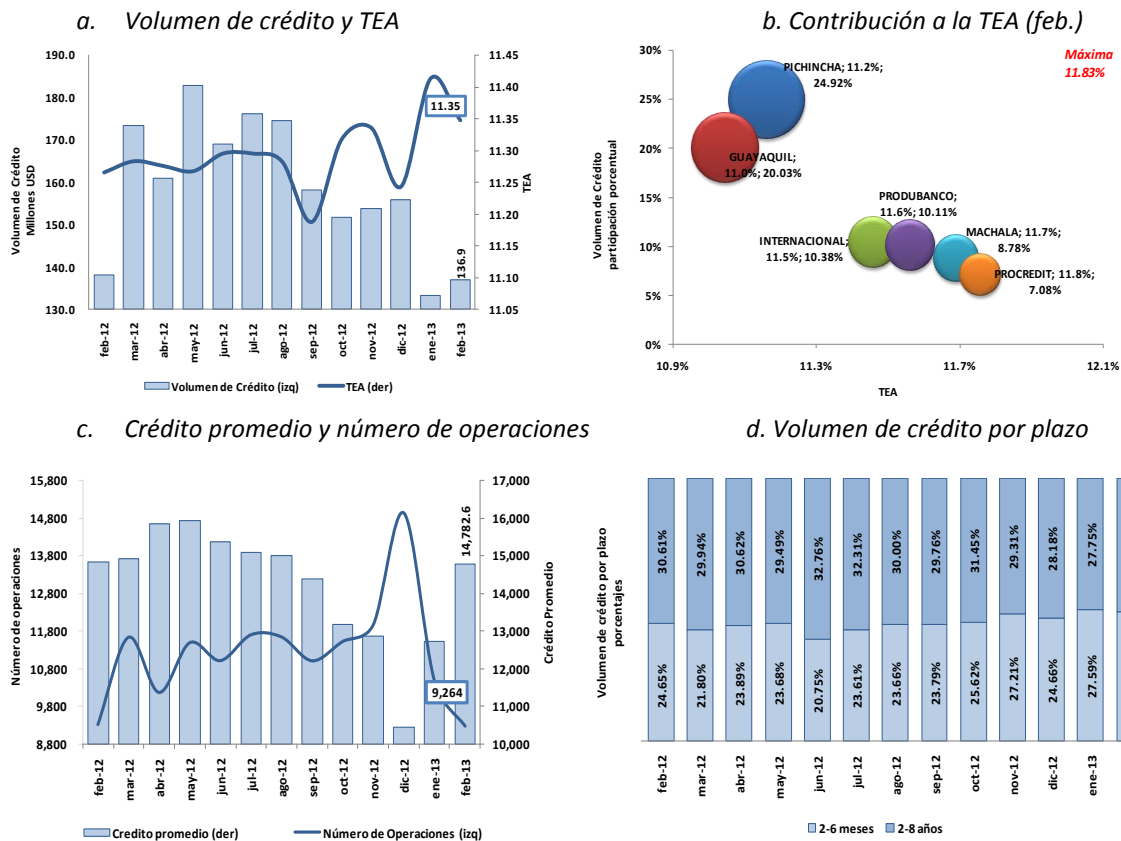 a. Volumen de crédito y TEA
190.0
180.0
170.0
160.0
150.0
140.0
130.0
Volumen de Crédito
Millones USD
11.45
11.40
11.35
11.30
11.25
11.20
11.15
11.10
11.05
TEA
11.35
136.9
feb-12
mar-12
abr-12
may-12
jun-12
jul-12
ago-12
sep-12
oct-12
nov-12
dic-12
ene-13
feb-13
Volumen de Crédito (izq)
TEA (der)
b. Contribución a la TEA (feb.)
Máxima
11.83%
30%
25%
20%
15%
10%
5%
0%
Volumen de Crédito
participación porcentual
PICHINCHA; 11.2%;
24.92%
GUAYAQUIL;
11.0%; 20.03%
PRODUBANCO;
11.6%; 10.11%
INTERNACIONAL;
11.5%; 10.38%
MACHALA; 11.7%;
8.78%
PROCREDIT; 11.8%;
7.08%
10.9%
11.3%
11.7%
12.1%
TEA
c. Crédito promedio y número de operaciones
15,800
14,800
13,800
12,800
11,800
10,800
9,800
8,800
Número de operaciones
17,000
16,000
15,000
14,000
13,000
12,000
11,000
10,000
Crédito Promedio
14,782.6
9,264
feb-12
mar-12
abr-12
may-12
jun-12
jul-12
ago-12
sep-12
oct-12
nov-12
dic-12
ene-13
feb-13
Credito promedio (der)
Número de Operaciones (izq)
d. Volumen de crédito por plazo
Volumen de crédito por plazo
porcentajes
30.61%
29.94%
30.62%
29.49%
32.76%
32.31%
30.00%
29.76%
31.45%
29.31%
28.18%
27.75%
24.65%
21.80%
23.89%
23.68%
20.75%
23.61%
23.66%
23.79%
25.62%
27.21%
24.66%
27.59%
feb-12
mar-12
abr-12
may-12
jun-12
jul-12
ago-12
sep-12
oct-12
nov-12
dic-12
ene-13
2-6 meses
2-8 años